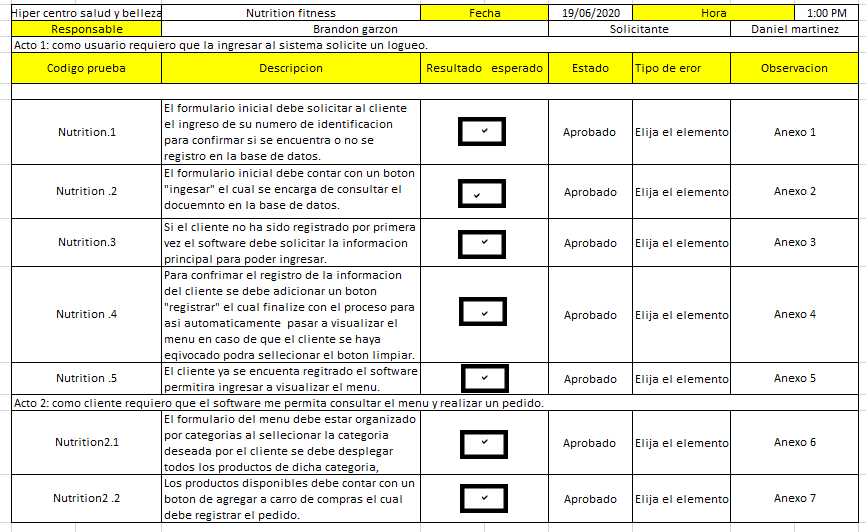 Hiper centro salud y belleza Nutrition fitness Fecha 19/06/2020 Hora 1:00 PM
Responsable Brandon garzon Solicitante Daniel martinez
Acto 1: como usuario requiero que la ingresar al sistema solicite un logueo.
Codigo prueba Descripcion Resultado esperado Estado Tipo de eror Observacion
El formulario inicial debe solicitar al cliente
el ingreso de su numero de identificacion
Nutrition.1 para confirmar si se encuentra o no se Aprobado Elija el elemento Anexo 1
registro en la base de datos.
El formulario inicial debe contar con un boton
Nutrition .2 "ingesar" el cual se encarga de consultar el Aprobado Elija el elemento Anexo 2
docuemnto en la base de datos.
Si el cliente no ha sido registrado por primera
Nutrition.3 vez el software debe solicitar la informacion Aprobado Elija el elemento Anexo 3
principal para poder ingresar.
Para confrimar el registro de la informacion
del cliente se debe adicionar un boton
"registrar" el cual finalize con el proceso para
Nutrition .4 asi automaticamente pasar a visualizar el Aprobado Elija el elemento Anexo 4
menu en caso de que el cliente se haya
eqivocado podra sellecionar el boton limpiar.
El cliente ya se encuenta regitrado el software
Nutrition .5 permitira ingresar a visualizar el menu. Aprobado Elija el elemento Anexo 5
Acto 2: como cliente requiero que el software me permita consultar el menu y realizar un pedido.
El formulario del menu debe estar organizado
por categorias al sellecionar la categoria
Nutrition2.1 deseada por el cliente se debe desplegar Aprobado Elija el elemento Anexo 6
todos los productos de dicha categoria,
Los productos disponibles debe contar con un
Nutrition2 .2 boton de agregar a carro de compras el cual Aprobado Elija el elemento Anexo 7
debe registrar el pedido.